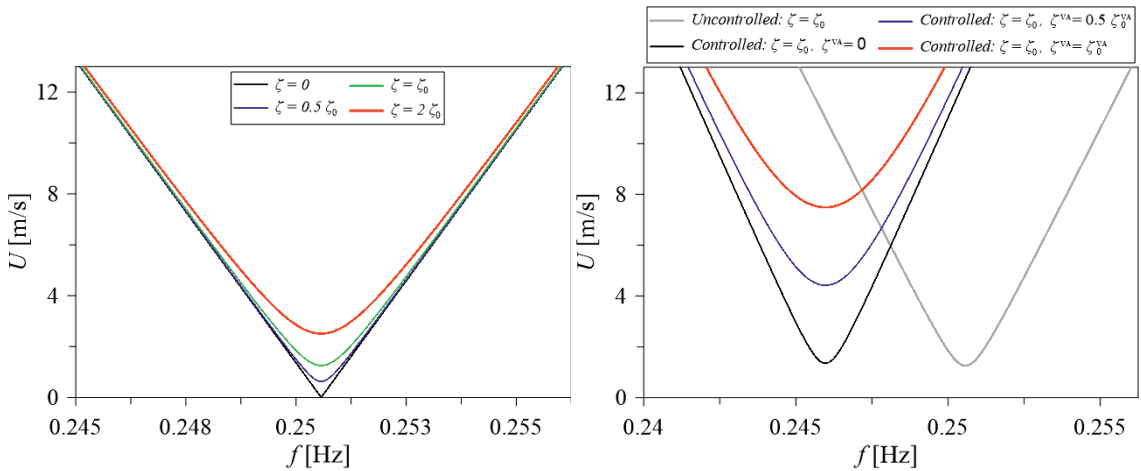 12
8
4
0
U [m/s]
ζ = 0
ζ = ζ₀
ζ = 0.5 ζ₀
ζ = 2 ζ₀
0.245
0.248
0.25
0.253
0.255
f [Hz]
Uncontrolled: ζ = ζ₀
Controlled: ζ = ζ₀, ζᵛᴬ = 0.5 ζ₀ᵛᴬ
Controlled: ζ = ζ₀, ζᵛᴬ = 0
Controlled: ζ = ζ₀, ζᵛᴬ = ζ₀ᵛᴬ
12
8
4
0
U [m/s]
0.24
0.245
0.25
0.255
f [Hz]